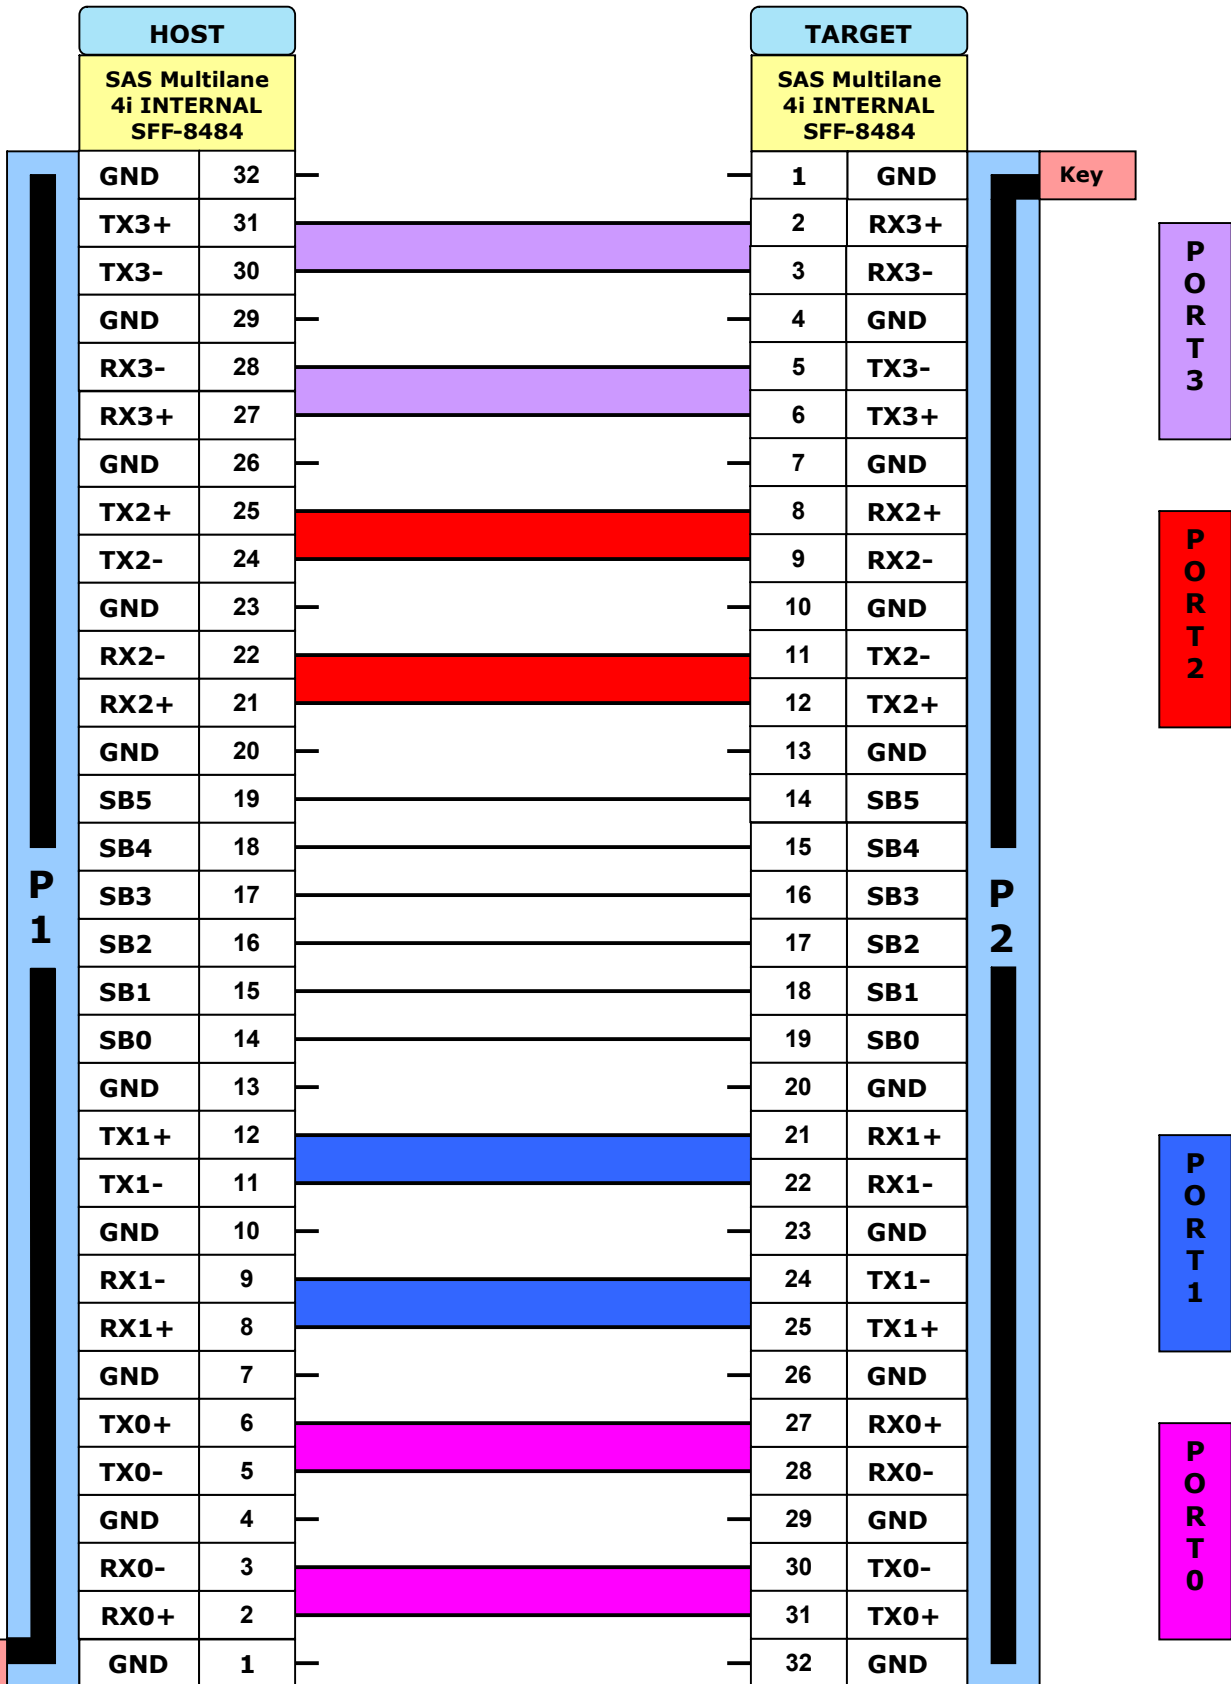 HOST TARGET
SAS Multilane SAS Multilane
4i INTERNAL 4i INTERNAL
SFF-8484 SFF-8484
GND 32 1 GND Key
TX3+ 31 2 RX3+
TX3- 30 3 RX3-
GND 29 4 GND
RX3- 28 5 TX3-
RX3+ 27 6 TX3+
GND 26 7 GND
TX2+ 25 8 RX2+
TX2- 24 9 RX2-
GND 23 10 GND
RX2- 22 11 TX2-
RX2+ 21 12 TX2+
GND 20 13 GND
SB5 19 14 SB5
SB4 18 15 SB4
SB3 17 16 SB3
SB2 16 17 SB2
SB1 15 18 SB1
SB0 14 19 SB0
GND 13 20 GND
TX1+ 12 21 RX1+
TX1- 11 22 RX1-
GND 10 23 GND
RX1- 9 24 TX1-
RX1+ 8 25 TX1+
GND 7 26 GND
TX0+ 6 27 RX0+
TX0- 5 28 RX0-
GND 4 29 GND
RX0- 3 30 TX0-
RX0+ 2 31 TX0+
GND 1 32 GND
P1
P2
PORT3
PORT2
PORT1
PORT0